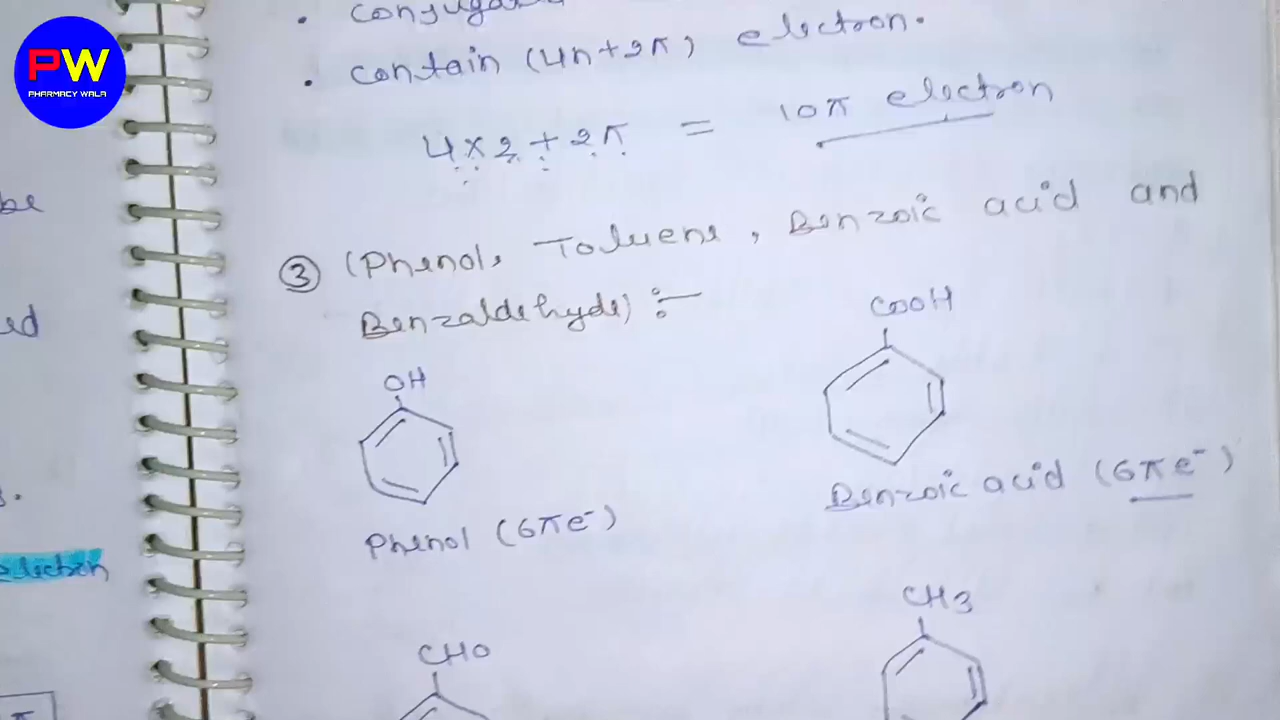 PW
PHARMACY WALA
• contain (4n+2π) electron.
4×2+2π = 10π electron
③ (Phenol, Toluene, Benzoic acid and
Benzaldehyde) :—
COOH
OH
Benzoic acid (6πe⁻)
Phenol (6πe⁻)
CH3
CHO